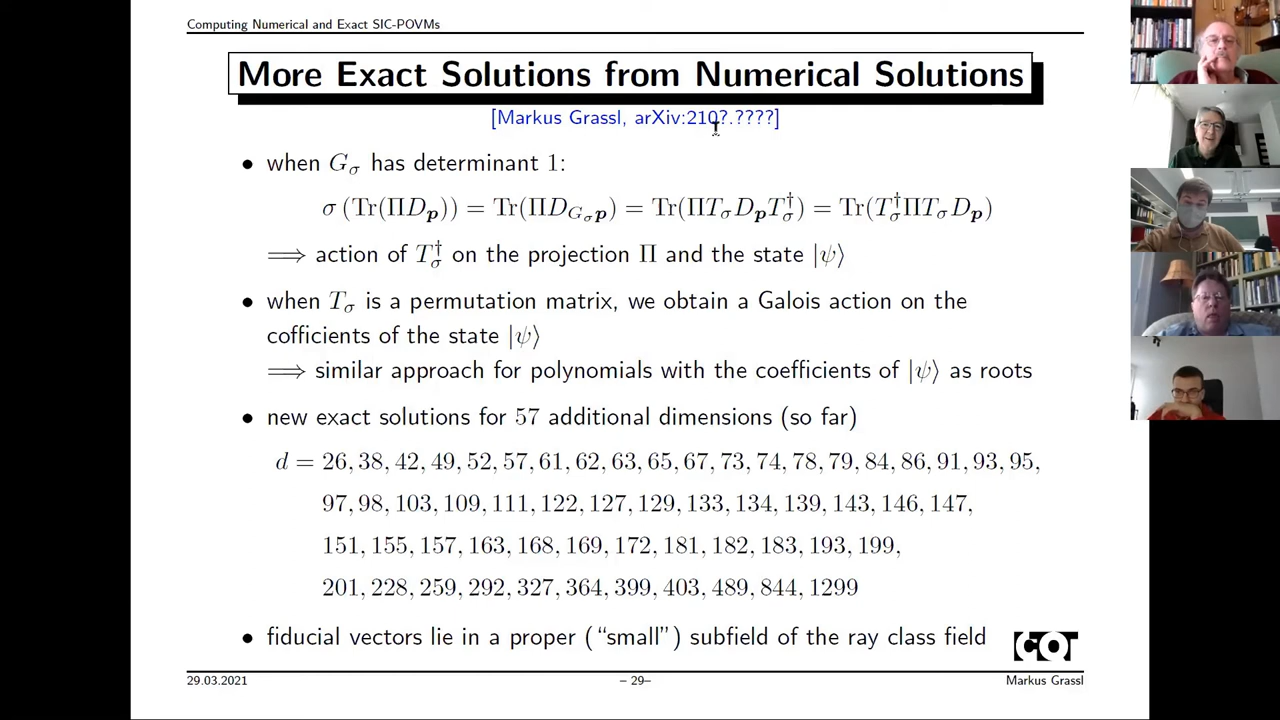 Computing Numerical and Exact SIC-POVMs
More Exact Solutions from Numerical Solutions
[Markus Grassl, arXiv:210?.????]
• when G_σ has determinant 1:
σ (Tr(ΠD_p)) = Tr(ΠD_{G_σ p}) = Tr(ΠT_σ D_p T_σ^†) = Tr(T_σ^† ΠT_σ D_p)
⟹ action of T_σ^† on the projection Π and the state |ψ⟩
• when T_σ is a permutation matrix, we obtain a Galois action on the
cofficients of the state |ψ⟩
⟹ similar approach for polynomials with the coefficients of |ψ⟩ as roots
• new exact solutions for 57 additional dimensions (so far)
d = 26, 38, 42, 49, 52, 57, 61, 62, 63, 65, 67, 73, 74, 78, 79, 84, 86, 91, 93, 95,
97, 98, 103, 109, 111, 122, 127, 129, 133, 134, 139, 143, 146, 147,
151, 155, 157, 163, 168, 169, 172, 181, 182, 183, 193, 199,
201, 228, 259, 292, 327, 364, 399, 403, 489, 844, 1299
• fiducial vectors lie in a proper (“small”) subfield of the ray class field
CQT
29.03.2021
– 29–
Markus Grassl